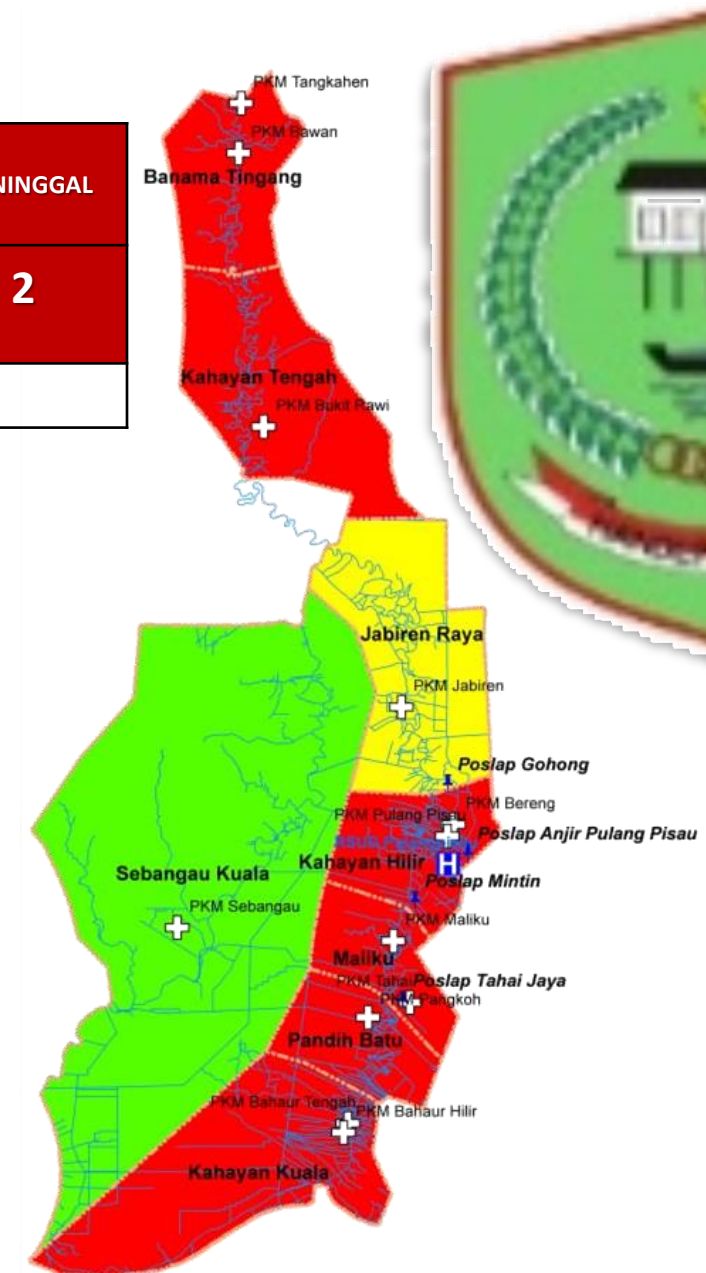 NINGGAL
2
PKM Tangkahen
PKM Bawan
Banama Tingang
Kahayan Tengah
PKM Bukit Rawi
Jabiren Raya
PKM Jabiren
Poslap Gohong
PKM Bereng
PKM Pulang Pisau
Poslap Anjir Pulang Pisau
Kahayan Hilir
H
Poslap Mintin
Sebangau Kuala
PKM Sebangau
PKM Maliku
Maliku
PKM Tahai
Poslap Tahai Jaya
PKM Pangkoh
Pandih Batu
PKM Bahaur Tengah
PKM Bahaur Hilir
Kahayan Kuala